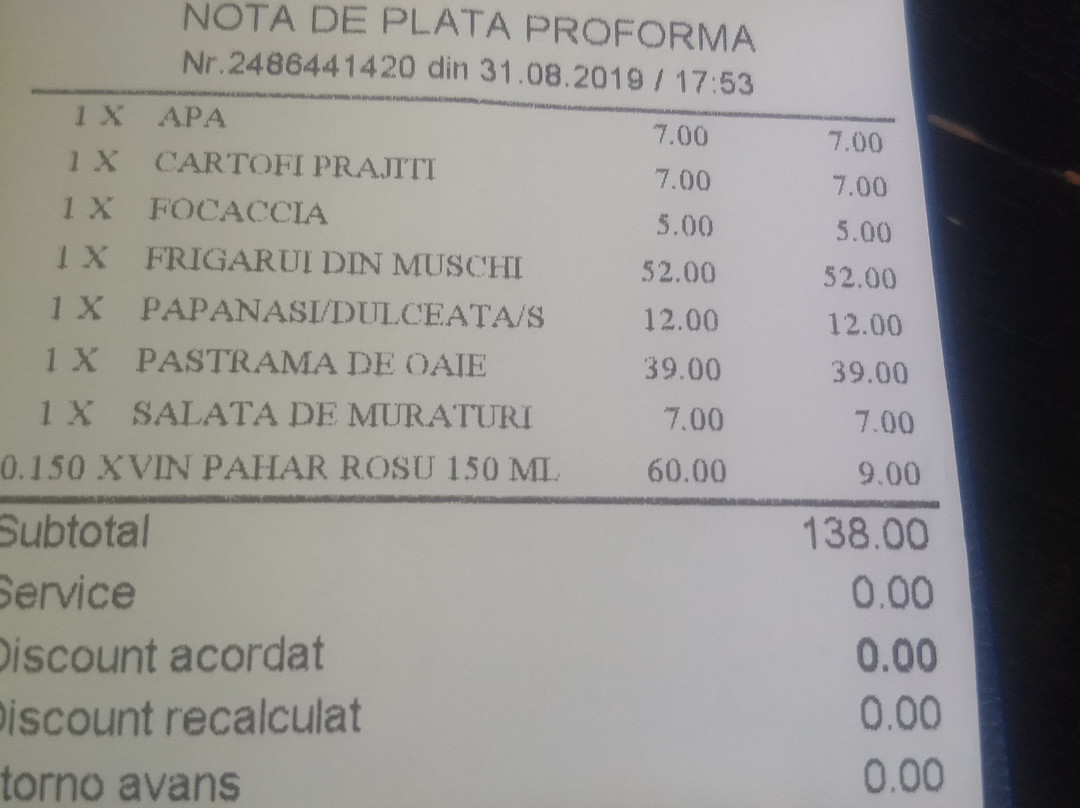 NOTA DE PLATA PROFORMA
Nr.2486441420 din 31.08.2019 / 17:53
1 X APA 7.00 7.00
1 X CARTOFI PRAJITI 7.00 7.00
1 X FOCACCIA 5.00 5.00
1 X FRIGARUI DIN MUSCHI 52.00 52.00
1 X PAPANASI/DULCEATA/S 12.00 12.00
1 X PASTRAMA DE OAIE 39.00 39.00
1 X SALATA DE MURATURI 7.00 7.00
0.150 X VIN PAHAR ROSU 150 ML 60.00 9.00
Subtotal 138.00
Service 0.00
Discount acordat 0.00
Discount recalculat 0.00
torno avans 0.00